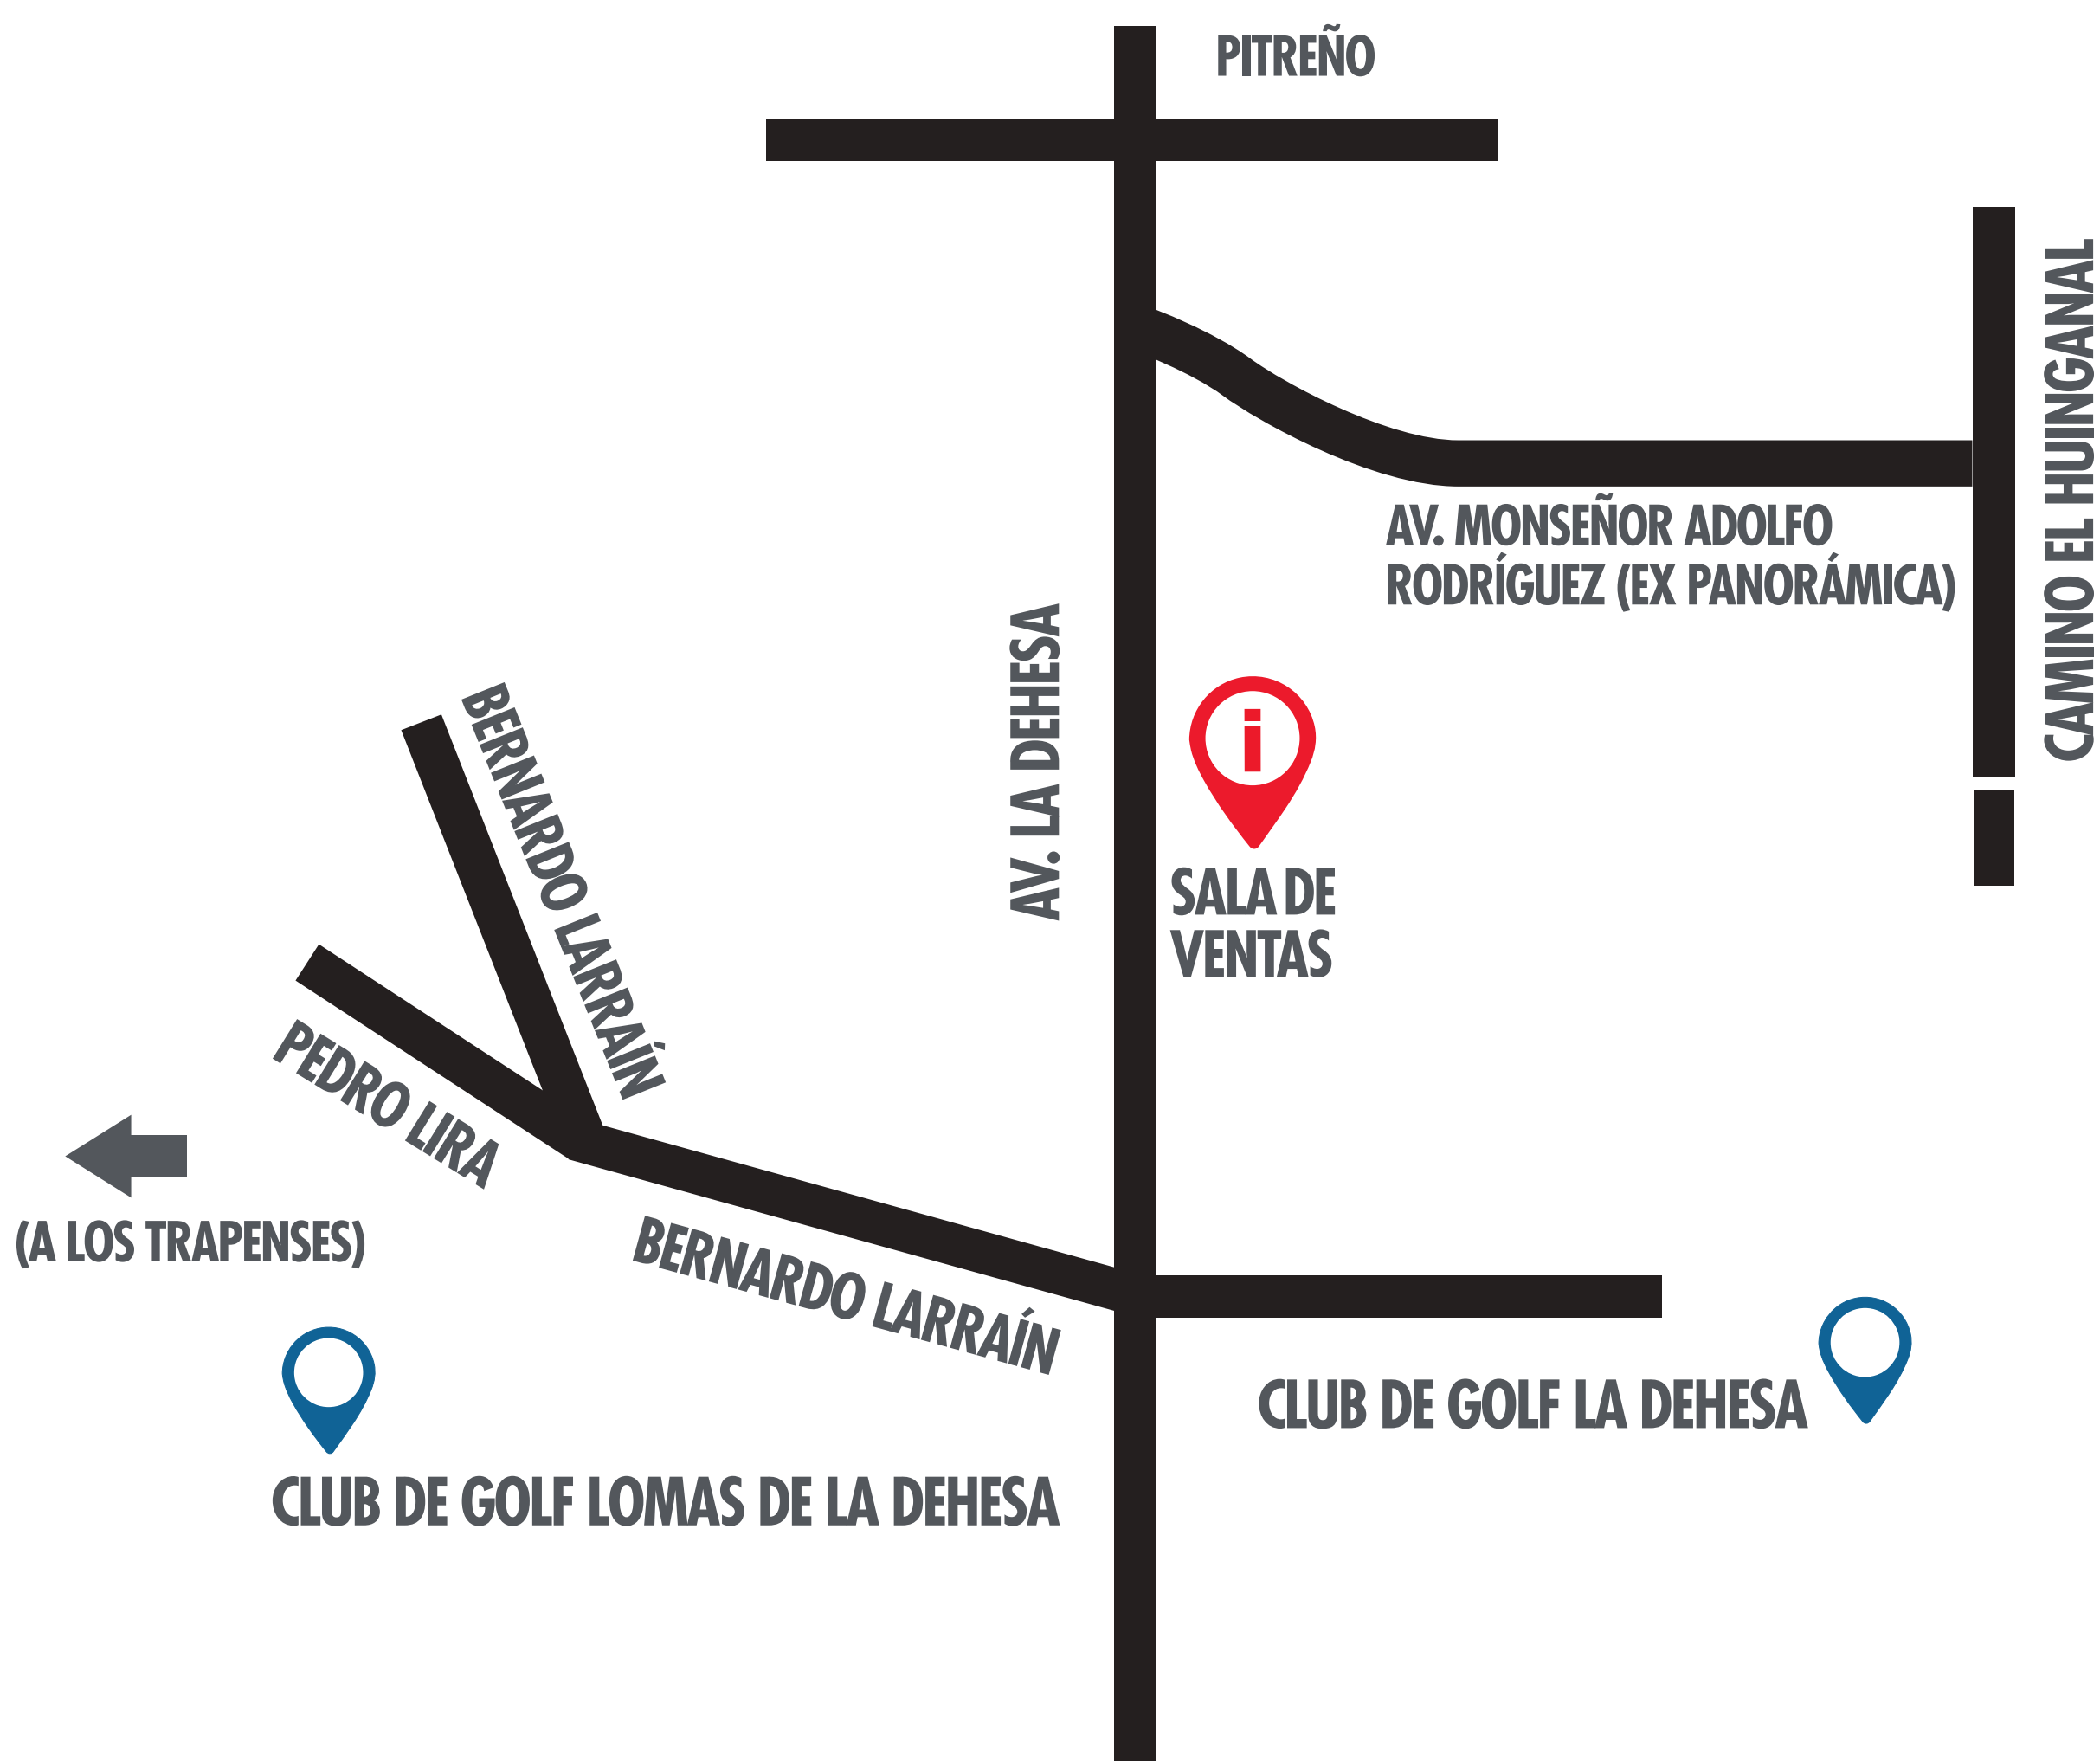 PITREÑO
CAMINO EL HUINGANAL
AV. MONSEÑOR ADOLFO
RODRÍGUEZ (EX PANORÁMICA)
AV. LA DEHESA
i
SALA DE
VENTAS
BERNARDO LARRAÍN
PEDRO LIRA
(A LOS TRAPENSES)
BERNARDO LARRAÍN
CLUB DE GOLF LA DEHESA
CLUB DE GOLF LOMAS DE LA DEHESA